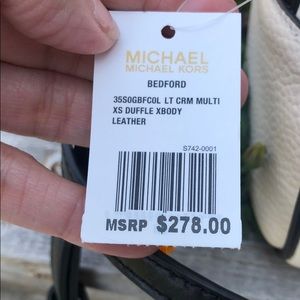 MICHAEL
MICHAEL KORS
BEDFORD
35S0GBFC0L LT CRM MULTI
XS DUFFLE XBODY
LEATHER
S742-0001
MSRP $278.00